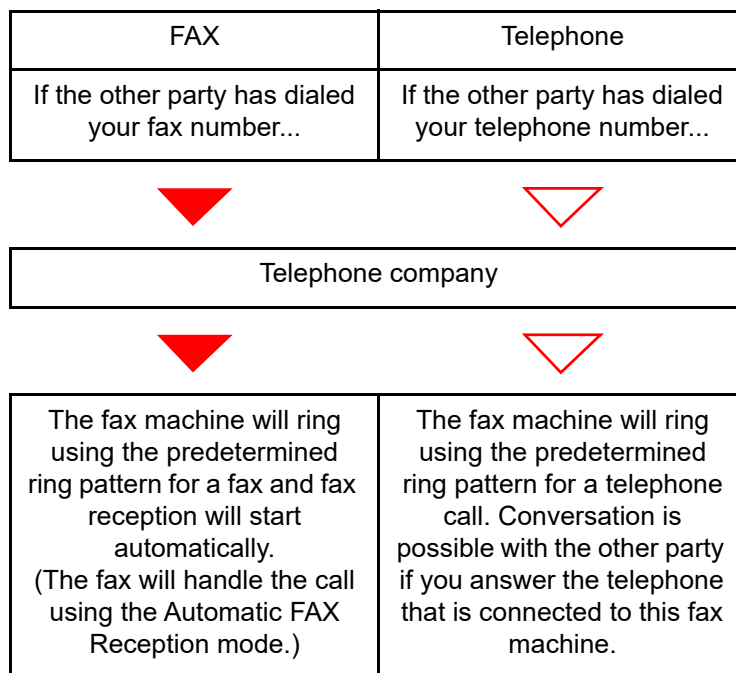 FAX
Telephone
If the other party has dialed
your fax number...
If the other party has dialed
your telephone number...
Telephone company
The fax machine will ring
using the predetermined
ring pattern for a fax and fax
reception will start
automatically.
(The fax will handle the call
using the Automatic FAX
Reception mode.)
The fax machine will ring
using the predetermined
ring pattern for a telephone
call. Conversation is
possible with the other party
if you answer the telephone
that is connected to this fax
machine.